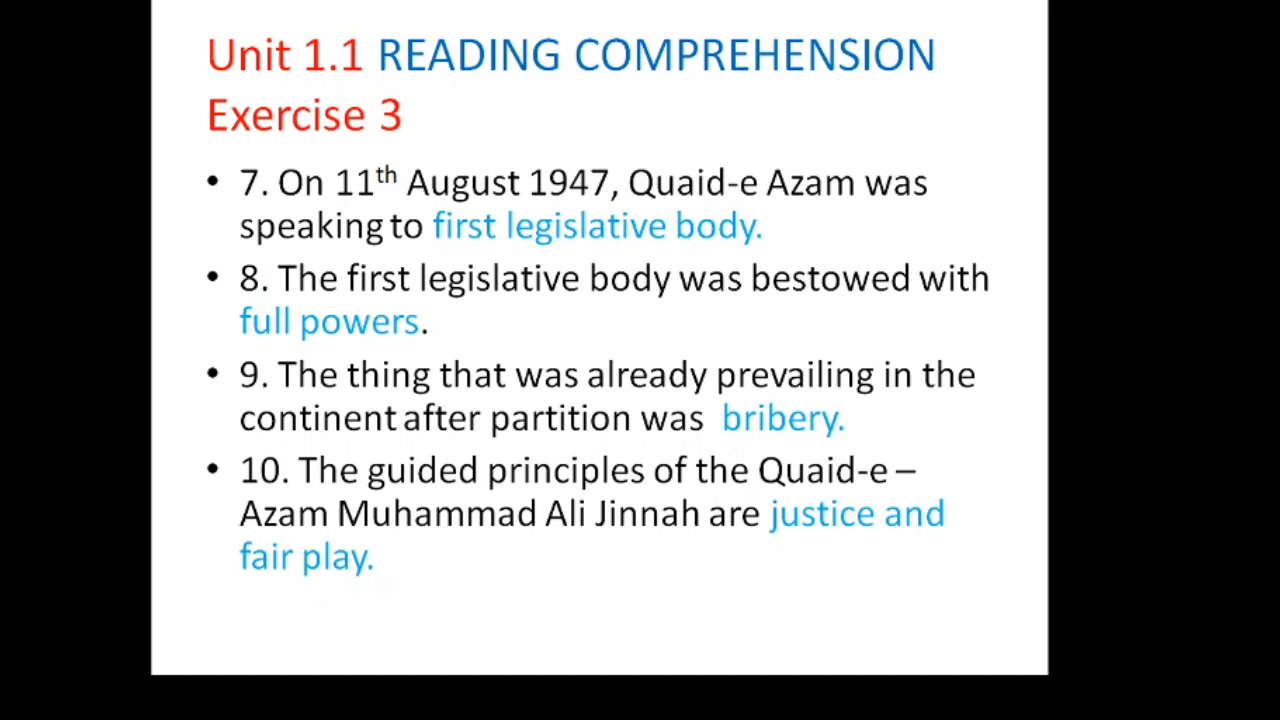 Unit 1.1 READING COMPREHENSION
Exercise 3
• 7. On 11th August 1947, Quaid-e Azam was
speaking to first legislative body.
• 8. The first legislative body was bestowed with
full powers.
• 9. The thing that was already prevailing in the
continent after partition was bribery.
• 10. The guided principles of the Quaid-e –
Azam Muhammad Ali Jinnah are justice and
fair play.